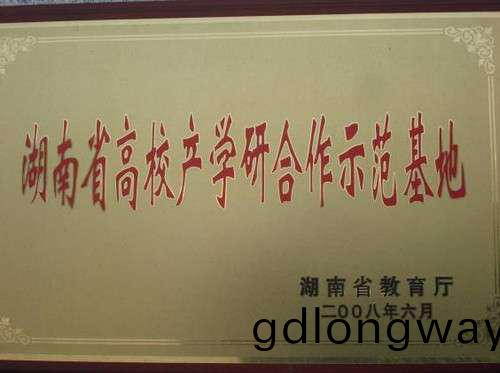 湖南省高校产学研合作示范基地
湖南省教育厅
二00八年六月
gdlongway